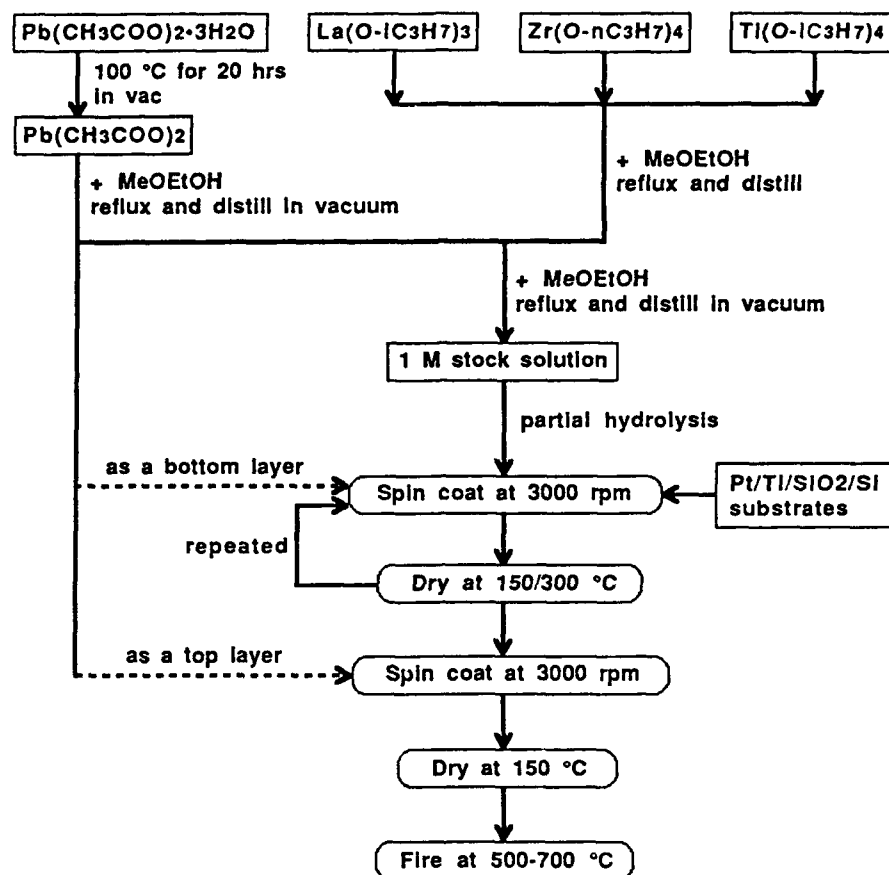 Pb(CH3COO)2•3H2O
La(O-iC3H7)3
Zr(O-nC3H7)4
Ti(O-iC3H7)4
100 °C for 20 hrs
in vac
Pb(CH3COO)2
+ MeOEtOH
reflux and distill in vacuum
+ MeOEtOH
reflux and distill
+ MeOEtOH
reflux and distill in vacuum
1 M stock solution
partial hydrolysis
as a bottom layer
Spin coat at 3000 rpm
Pt/Ti/SiO2/Si
substrates
repeated
Dry at 150/300 °C
as a top layer
Spin coat at 3000 rpm
Dry at 150 °C
Fire at 500-700 °C